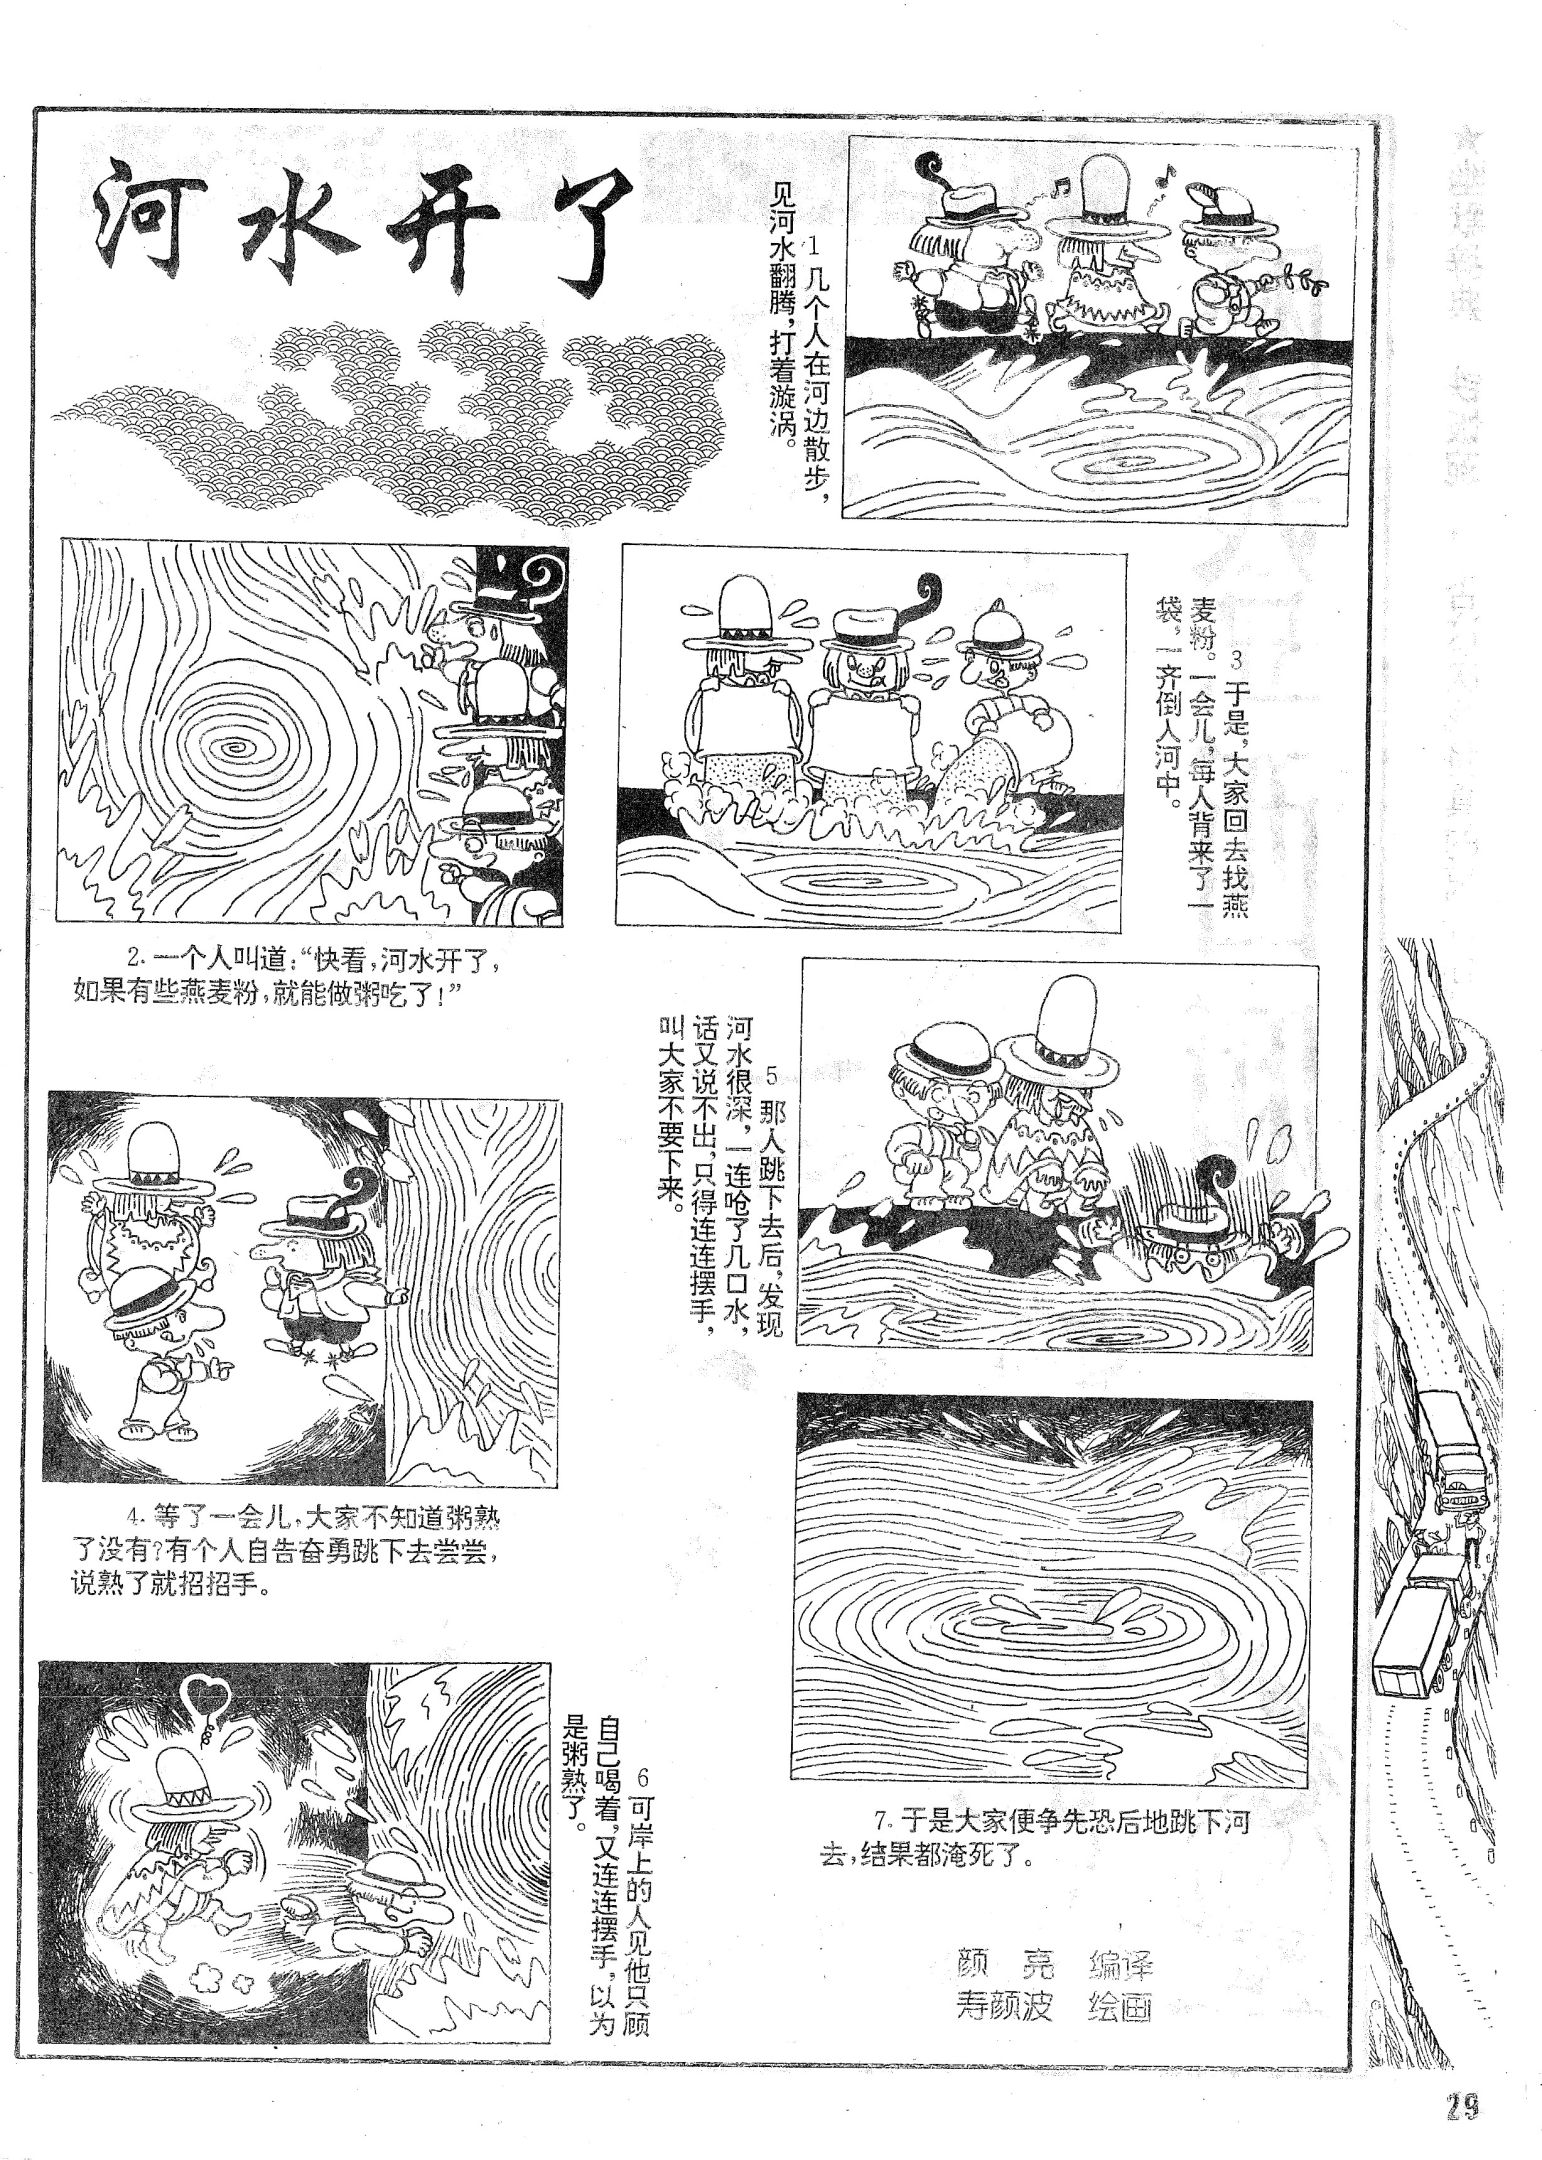 河水开了
1 几个人在河边散步，
见河水翻腾，打着漩涡。
2. 一个人叫道：“快看，河水开了，
如果有些燕麦粉，就能做粥吃了！”
3 于是，大家回去找燕
麦粉。一会儿，每人背来了一
袋，一齐倒入河中。
4. 等了一会儿，大家不知道粥熟
了没有？有个人自告奋勇跳下去尝尝，
说熟了就招招手。
5 那人跳下去后，发现
河水很深，一连呛了几口水，
话又说不出，只得连连摆手，
叫大家不要下来。
6 可岸上的人见他只顾
自己喝着，又连连摆手，以为
是粥熟了。
7. 于是大家便争先恐后地跳下河
去，结果都淹死了。
颜 亮 编译
寿颜波 绘画
29